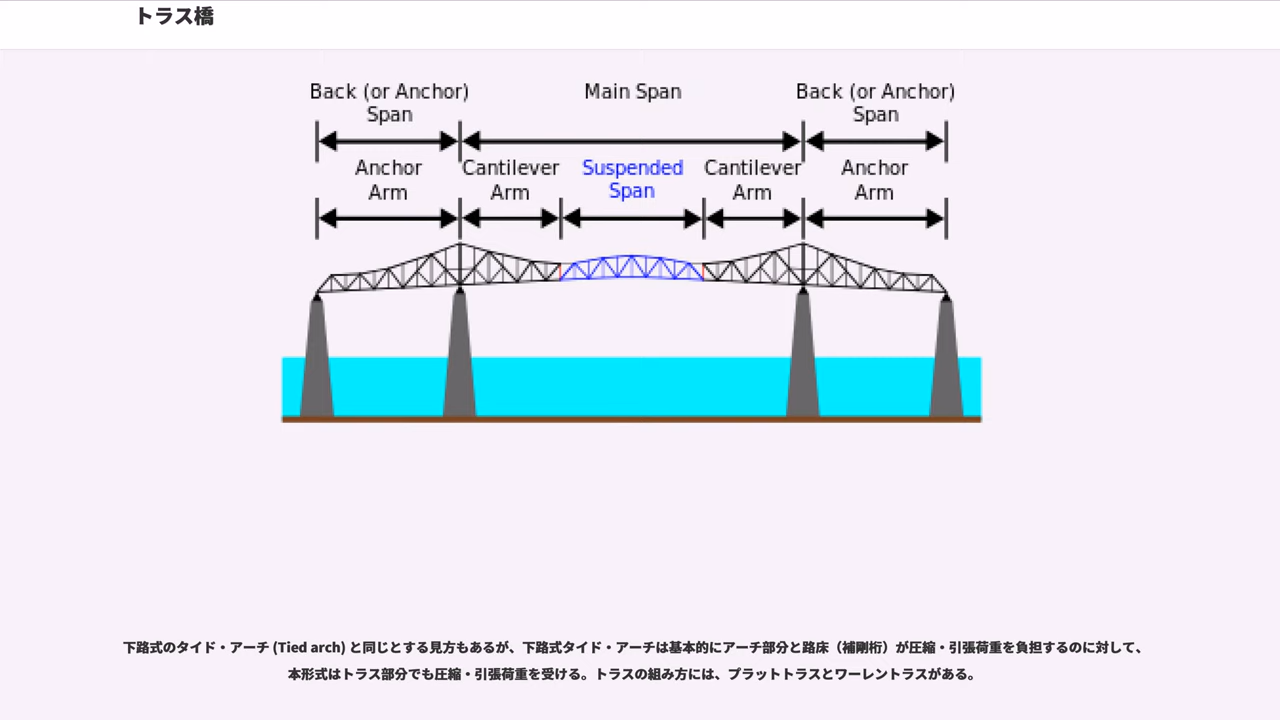 トラス橋
Back (or Anchor)
Span
Main Span
Back (or Anchor)
Span
Anchor
Arm
Cantilever
Arm
Suspended
Span
Cantilever
Arm
Anchor
Arm
下路式のタイド・アーチ (Tied arch) と同じとする見方もあるが、下路式タイド・アーチは基本的にアーチ部分と路床（補剛桁）が圧縮・引張荷重を負担するのに対して、
本形式はトラス部分でも圧縮・引張荷重を受ける。トラスの組み方には、プラットトラスとワーレントラスがある。